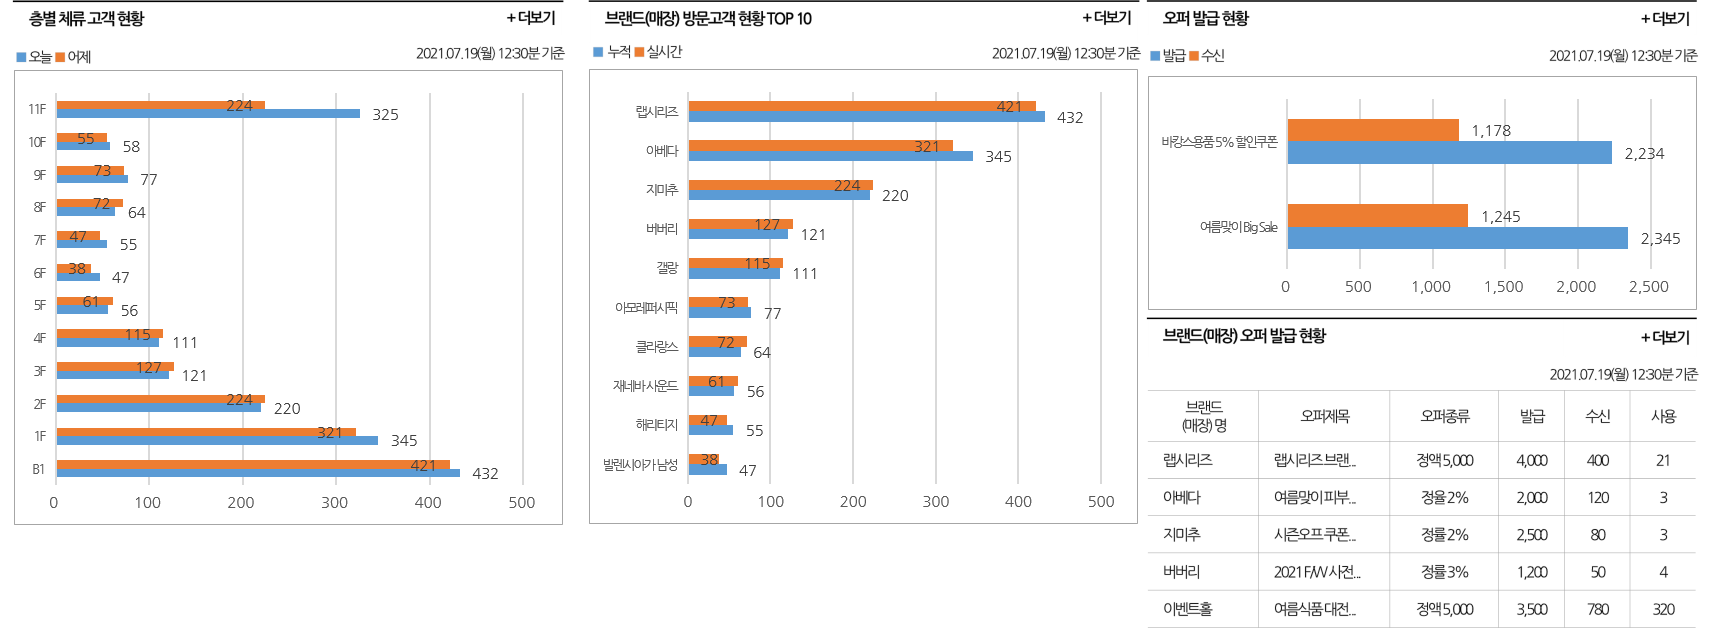 층별 체류 고객 현황 + 더보기
오늘 어제 2021.07.19(월) 12:30분 기준
11F 224 325
10F 55 58
9F 73 77
8F 72 64
7F 47 55
6F 38 47
5F 61 56
4F 115 111
3F 127 121
2F 224 220
1F 321 345
B1 421 432
0 100 200 300 400 500
브랜드(매장) 방문고객 현황 TOP 10 + 더보기
누적 실시간 2021.07.19(월) 12:30분 기준
랩시리즈 421 432
아베다 321 345
지미추 224 220
버버리 127 121
갤랑 115 111
아모레퍼시픽 73 77
클라랑스 72 64
재네바 사운드 61 56
해리티지 47 55
발렌시아가 남성 38 47
0 100 200 300 400 500
오퍼 발급 현황 + 더보기
발급 수신 2021.07.19(월) 12:30분 기준
바캉스용품 5% 할인쿠폰 1,178 2,234
여름맞이 Big Sale 1,245 2,345
0 500 1,000 1,500 2,000 2,500
브랜드(매장) 오퍼 발급 현황 + 더보기
2021.07.19(월) 12:30분 기준
브랜드
(매장) 명 오퍼제목 오퍼종류 발급 수신 사용
랩시리즈 랩시리즈 브랜... 정액 5,000 4,000 400 21
아베다 여름맞이 피부... 정율 2% 2,000 120 3
지미추 시즌오프 쿠폰... 정률 2% 2,500 80 3
버버리 2021 F/W 사전... 정률 3% 1,200 50 4
이벤트홀 여름식품 대전... 정액 5,000 3,500 780 320